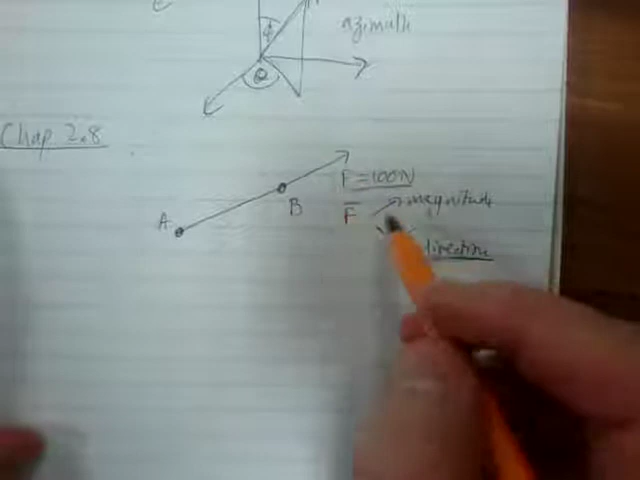 φ
azimuth
θ
Chap 2.8
F = 100N
A
B
F̅
magnitude
direction